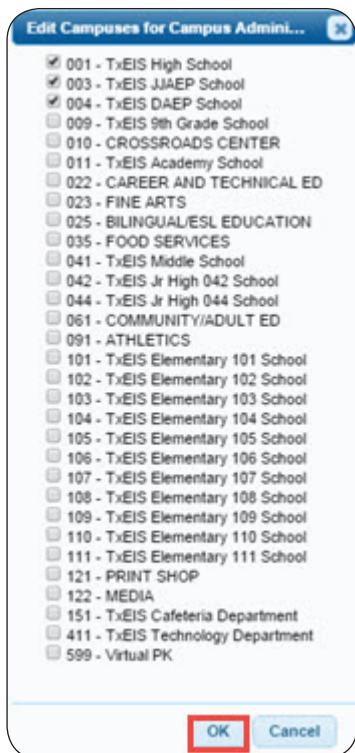 Edit Campuses for Campus Admini...
001 - TxEIS High School
003 - TxEIS JJAEP School
004 - TxEIS DAEP School
009 - TxEIS 9th Grade School
010 - CROSSROADS CENTER
011 - TxEIS Academy School
022 - CAREER AND TECHNICAL ED
023 - FINE ARTS
025 - BILINGUAL/ESL EDUCATION
035 - FOOD SERVICES
041 - TxEIS Middle School
042 - TxEIS Jr High 042 School
044 - TxEIS Jr High 044 School
061 - COMMUNITY/ADULT ED
091 - ATHLETICS
101 - TxEIS Elementary 101 School
102 - TxEIS Elementary 102 School
103 - TxEIS Elementary 103 School
104 - TxEIS Elementary 104 School
105 - TxEIS Elementary 105 School
106 - TxEIS Elementary 106 School
107 - TxEIS Elementary 107 School
108 - TxEIS Elementary 108 School
109 - TxEIS Elementary 109 School
110 - TxEIS Elementary 110 School
111 - TxEIS Elementary 111 School
121 - PRINT SHOP
122 - MEDIA
151 - TxEIS Cafeteria Department
411 - TxEIS Technology Department
599 - Virtual PK
OK Cancel